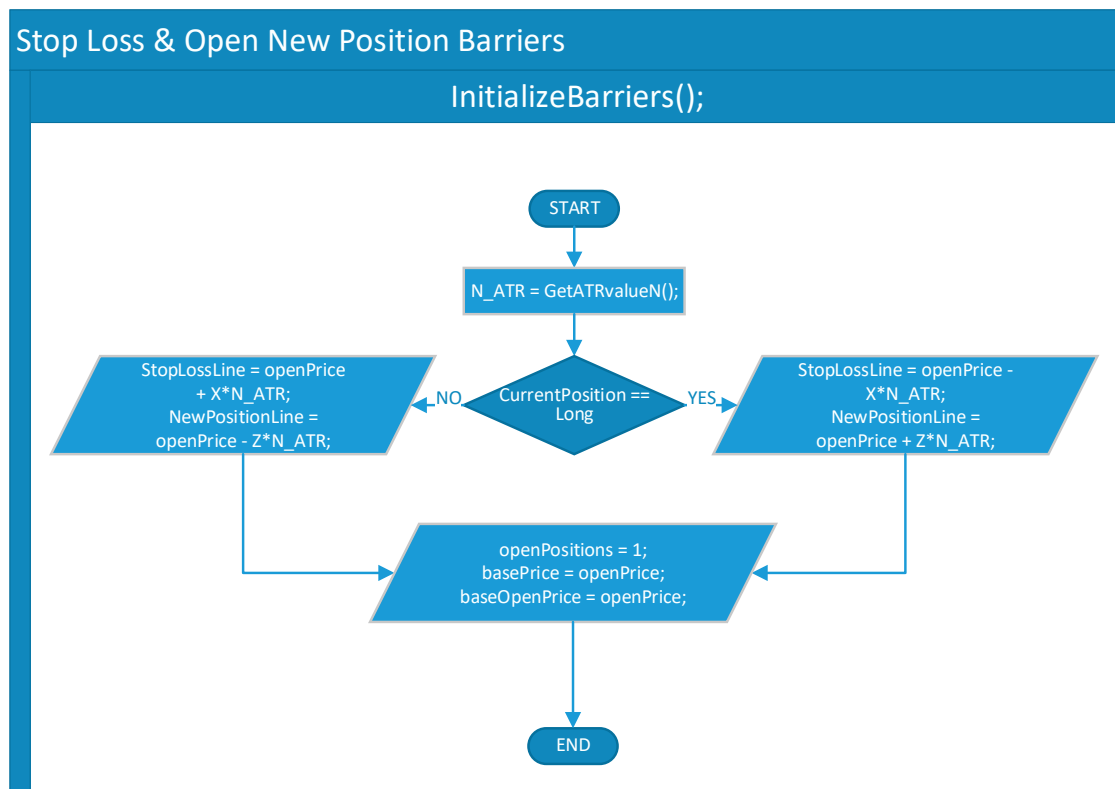 Stop Loss & Open New Position Barriers
InitializeBarriers();
START
N_ATR = GetATRvalueN();
CurrentPosition ==
Long
NO
YES
StopLossLine = openPrice
+ X*N_ATR;
NewPositionLine =
openPrice - Z*N_ATR;
StopLossLine = openPrice -
X*N_ATR;
NewPositionLine =
openPrice + Z*N_ATR;
openPositions = 1;
basePrice = openPrice;
baseOpenPrice = openPrice;
END